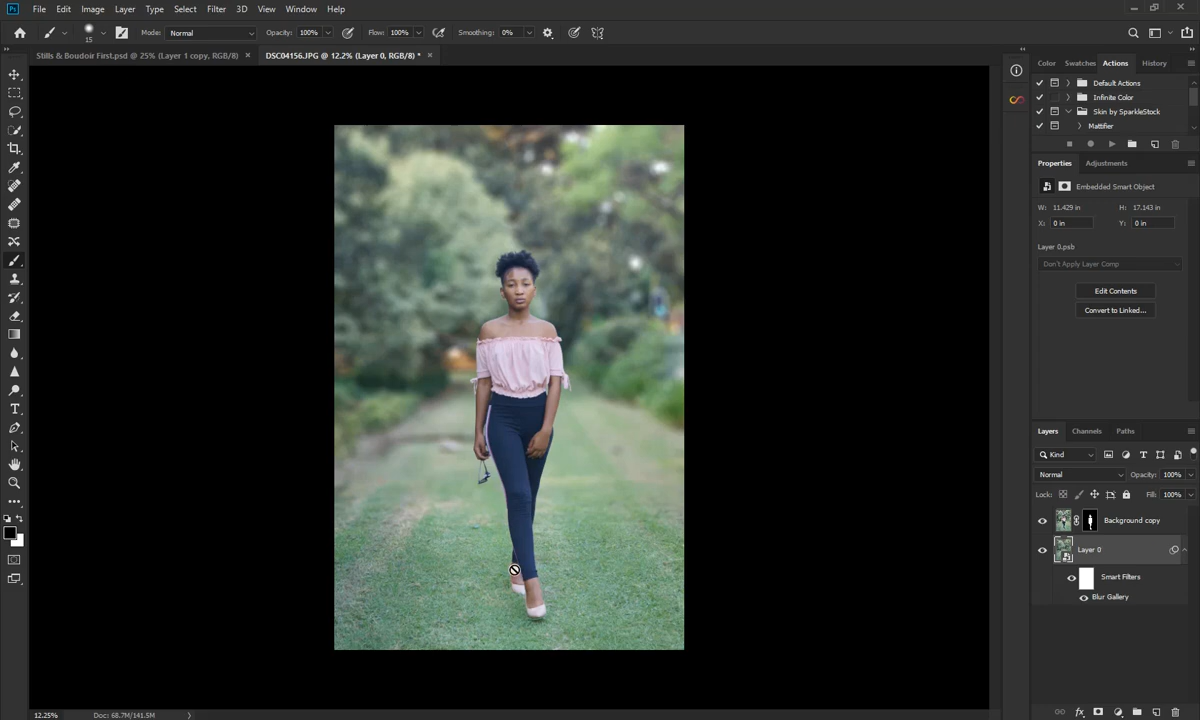 Ps File Edit Image Layer Type Select Filter 3D View Window Help
15 Mode: Normal Opacity: 100% Flow: 100% Smoothing: 0%
Stills & Boudoir First.psd @ 25% (Layer 1 copy, RGB/8) × DSC04156.JPG @ 12.2% (Layer 0, RGB/8) * ×
Color Swatches Actions History
Default Actions
Infinite Color
Skin by SparkleStock
Mattifier
Properties Adjustments
Embedded Smart Object
W: 11.429 in H: 17.143 in
X: 0 in Y: 0 in
Layer 0.psb
Don't Apply Layer Comp
Edit Contents
Convert to Linked...
Layers Channels Paths
Kind
Normal Opacity: 100%
Lock: Fill: 100%
Background copy
Layer 0
Smart Filters
Blur Gallery
12.25% Doc: 68.7M/141.5M